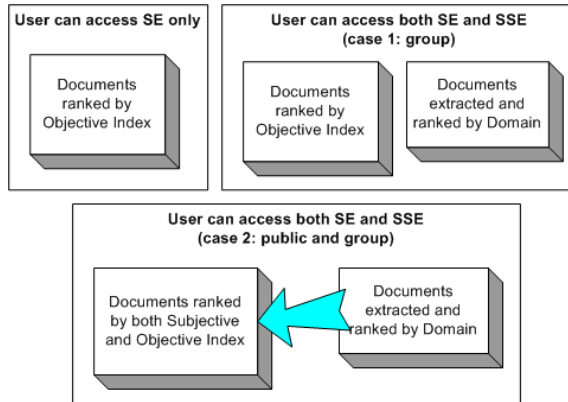 User can access SE only
Documents
ranked by
Objective Index
User can access both SE and SSE
(case 1: group)
Documents
ranked by
Objective Index
Documents
extracted and
ranked by Domain
User can access both SE and SSE
(case 2: public and group)
Documents ranked
by both Subjective
and Objective Index
Documents
extracted and
ranked by Domain